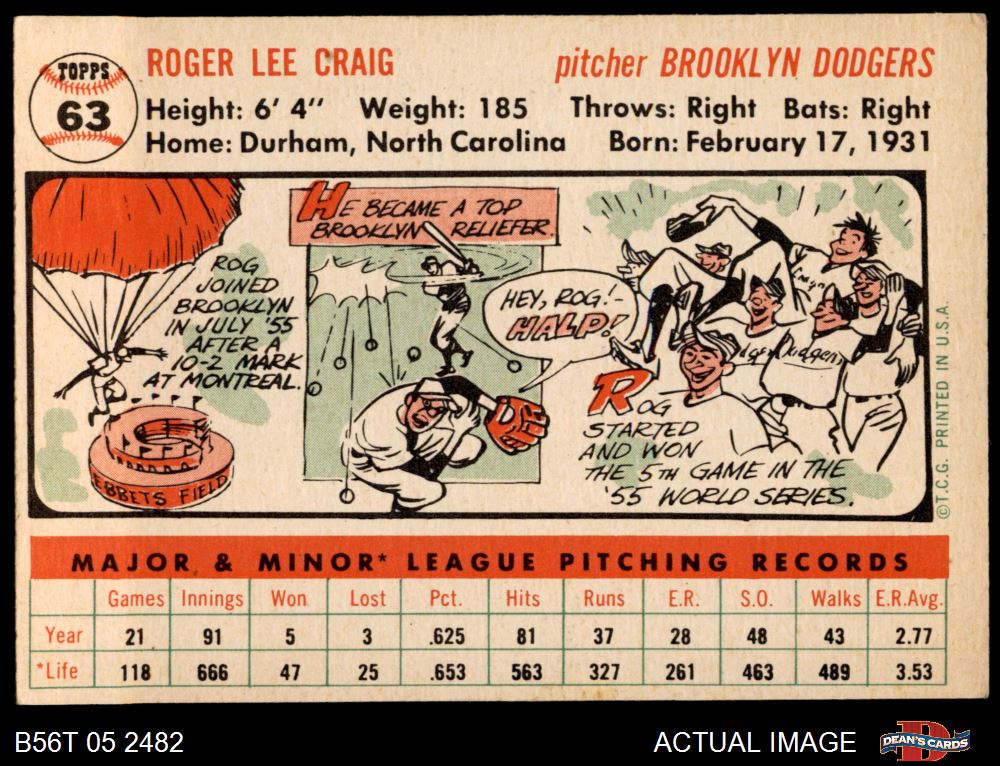 TOPPS
63
ROGER LEE CRAIG
pitcher BROOKLYN DODGERS
Height: 6' 4" Weight: 185 Throws: Right Bats: Right
Home: Durham, North Carolina Born: February 17, 1931
ROG
JOINED
BROOKLYN
IN JULY '55
AFTER A
10-2 MARK
AT MONTREAL.
EBBETS FIELD
HE BECAME A TOP
BROOKLYN RELIEFER.
HEY, ROG!-
HALP!
Dodgers
ROG
STARTED
AND WON
THE 5TH GAME IN THE
'55 WORLD SERIES.
© T.C.G. PRINTED IN U.S.A.
MAJOR & MINOR* LEAGUE PITCHING RECORDS
Games Innings Won Lost Pct. Hits Runs E.R. S.O. Walks E.R.Avg.
Year 21 91 5 3 .625 81 37 28 48 43 2.77
*Life 118 666 47 25 .653 563 327 261 463 489 3.53
B56T 05 2482
ACTUAL IMAGE
D
DEAN'S CARDS